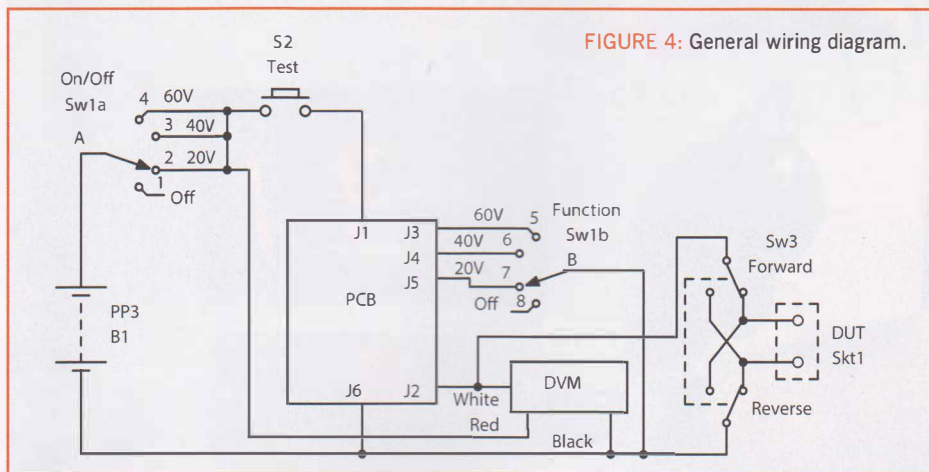 FIGURE 4: General wiring diagram.
S2
Test
On/Off
Sw1a
4 60V
A
3 40V
2 20V
1
Off
J1 J3
J4
J5
PCB
J6 J2
60V 5
40V 6
20V 7
Off 8
Function
Sw1b
B
Sw3
Forward
PP3
B1
DUT
Skt1
DVM
White
Red
Black
Reverse